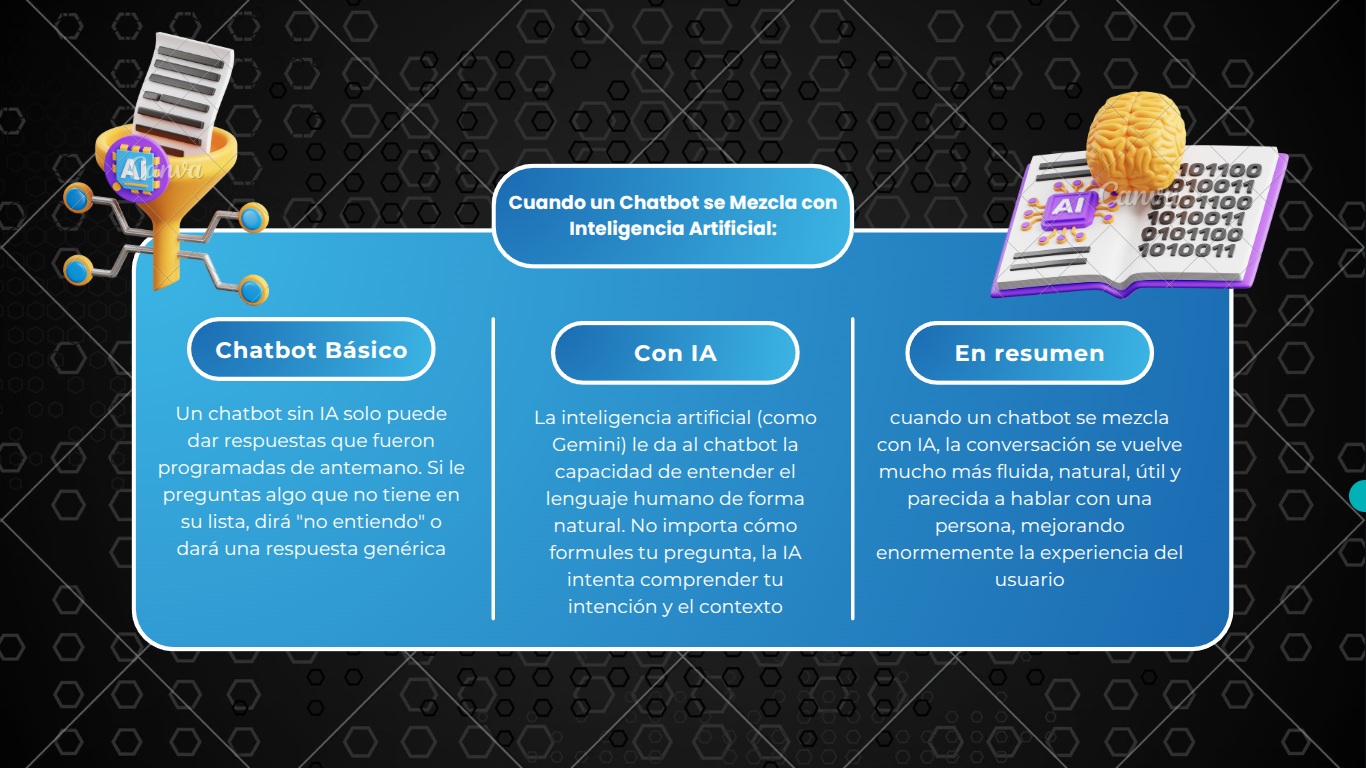 Cuando un Chatbot se Mezcla con
Inteligencia Artificial:
Chatbot Básico
Un chatbot sin IA solo puede
dar respuestas que fueron
programadas de antemano. Si le
preguntas algo que no tiene en
su lista, dirá "no entiendo" o
dará una respuesta genérica
Con IA
La inteligencia artificial (como
Gemini) le da al chatbot la
capacidad de entender el
lenguaje humano de forma
natural. No importa cómo
formules tu pregunta, la IA
intenta comprender tu
intención y el contexto
En resumen
cuando un chatbot se mezcla
con IA, la conversación se vuelve
mucho más fluida, natural, útil y
parecida a hablar con una
persona, mejorando
enormemente la experiencia del
usuario
AI
AI
101100
1010011
0101100
1010011
0101100
1010011